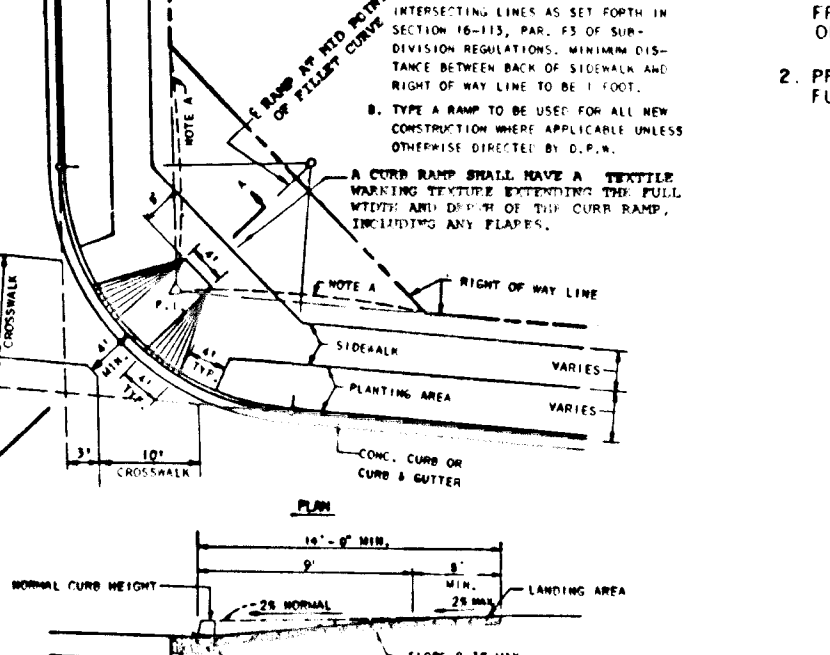 INTERSECTING LINES AS SET FORTH IN
SECTION 16-113, PAR. F3 OF SUB-
DIVISION REGULATIONS. MINIMUM DIS-
TANCE BETWEEN BACK OF SIDEWALK AND
RIGHT OF WAY LINE TO BE 1 FOOT.
B. TYPE A RAMP TO BE USED FOR ALL NEW
CONSTRUCTION WHERE APPLICABLE UNLESS
OTHERWISE DIRECTED BY D.P.W.
A CURB RAMP SHALL HAVE A TEXTILE
WARNING TEXTURE EXTENDING THE FULL
WIDTH AND DEPTH OF THE CURB RAMP,
INCLUDING ANY FLARES.
2.
℄ RAMP AT MID POINT
OF FILLET CURVE
NOTE A
A
4'
P.I.
NOTE A
RIGHT OF WAY LINE
CROSSWALK
SIDEWALK
VARIES
4'
MIN.
4'
TYP
4'
TYP
PLANTING AREA
VARIES
3'
10'
CROSSWALK
CONC. CURB OR
CURB & GUTTER
PLAN
14'-0" MIN.
9'
MIN.
NORMAL CURB HEIGHT
LANDING AREA
2% NORMAL
2% MAX